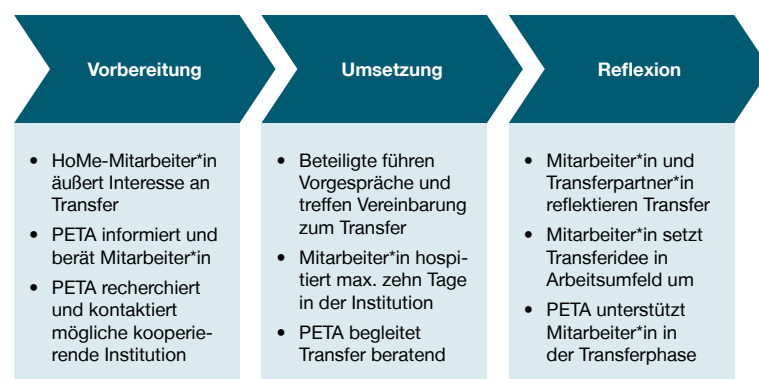 Vorbereitung
• HoMe-Mitarbeiter*in
äußert Interesse an
Transfer
• PETA informiert und
berät Mitarbeiter*in
• PETA recherchiert
und kontaktiert
mögliche kooperie-
rende Institution
Umsetzung
• Beteiligte führen
Vorgespräche und
treffen Vereinbarung
zum Transfer
• Mitarbeiter*in hospi-
tiert max. zehn Tage
in der Institution
• PETA begleitet
Transfer beratend
Reflexion
• Mitarbeiter*in und
Transferpartner*in
reflektieren Transfer
• Mitarbeiter*in setzt
Transferidee in
Arbeitsumfeld um
• PETA unterstützt
Mitarbeiter*in in
der Transferphase